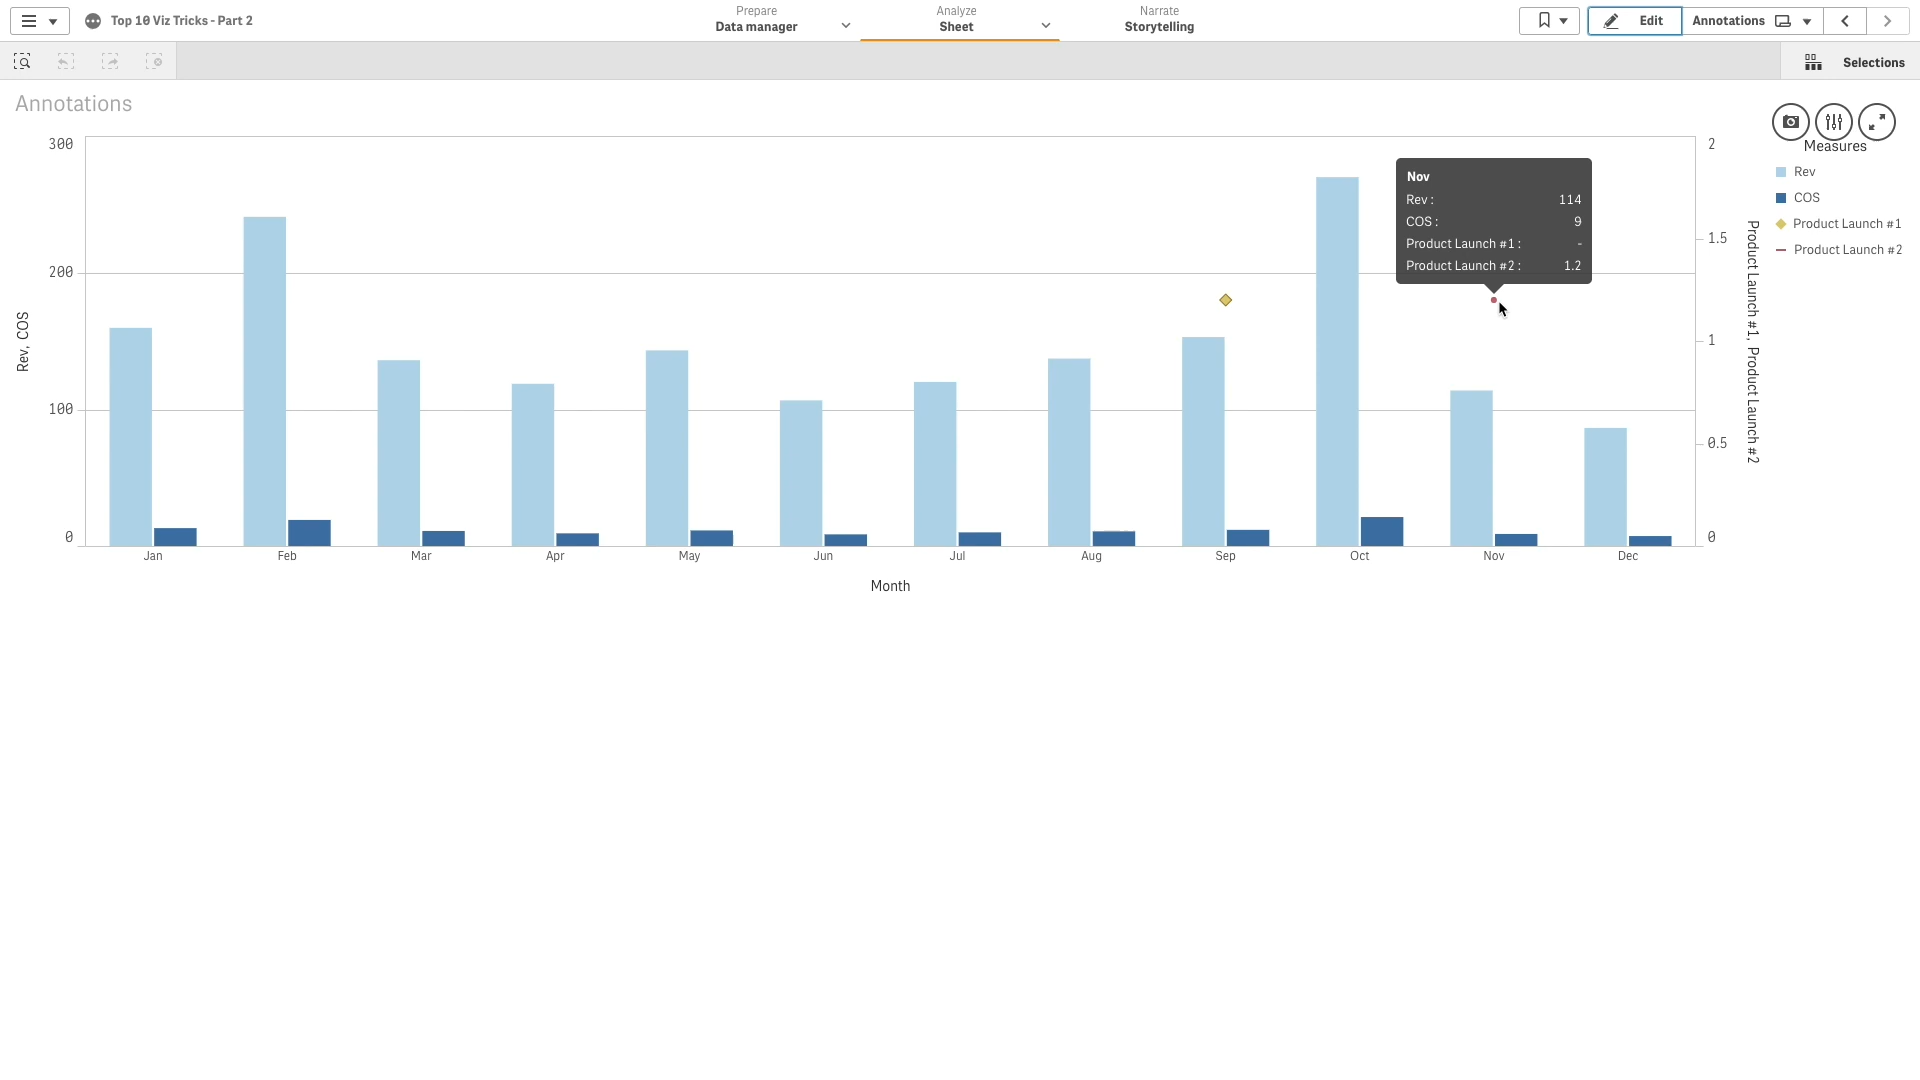 Top 10 Viz Tricks - Part 2
Prepare
Data manager
Analyze
Sheet
Narrate
Storytelling
Edit
Annotations
Selections
Annotations
300
200
100
0
Rev, COS
2
1.5
1
0.5
0
Product Launch #1, Product Launch #2
Nov
Rev : 114
COS : 9
Product Launch #1 : -
Product Launch #2 : 1.2
Measures
Rev
COS
Product Launch #1
Product Launch #2
Jan Feb Mar Apr May Jun Jul Aug Sep Oct Nov Dec
Month